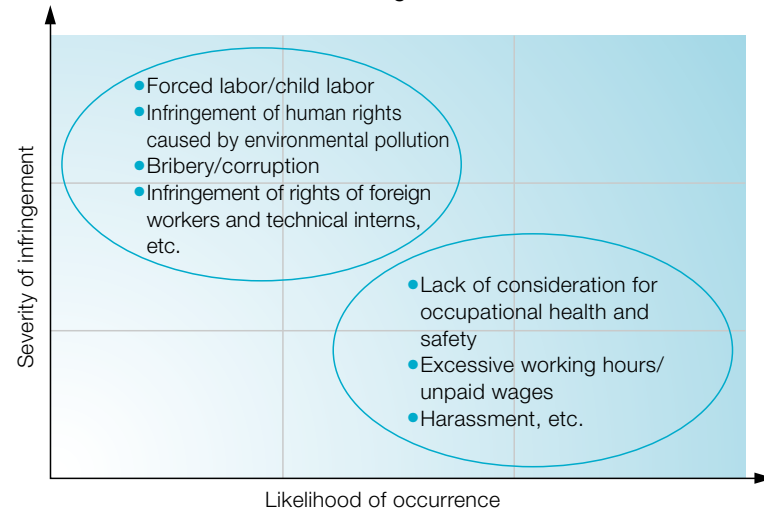 ●Forced labor/child labor
●Infringement of human rights
caused by environmental pollution
●Bribery/corruption
●Infringement of rights of foreign
workers and technical interns,
etc.
●Lack of consideration for
occupational health and
safety
●Excessive working hours/
unpaid wages
●Harassment, etc.
Severity of infringement
Likelihood of occurrence